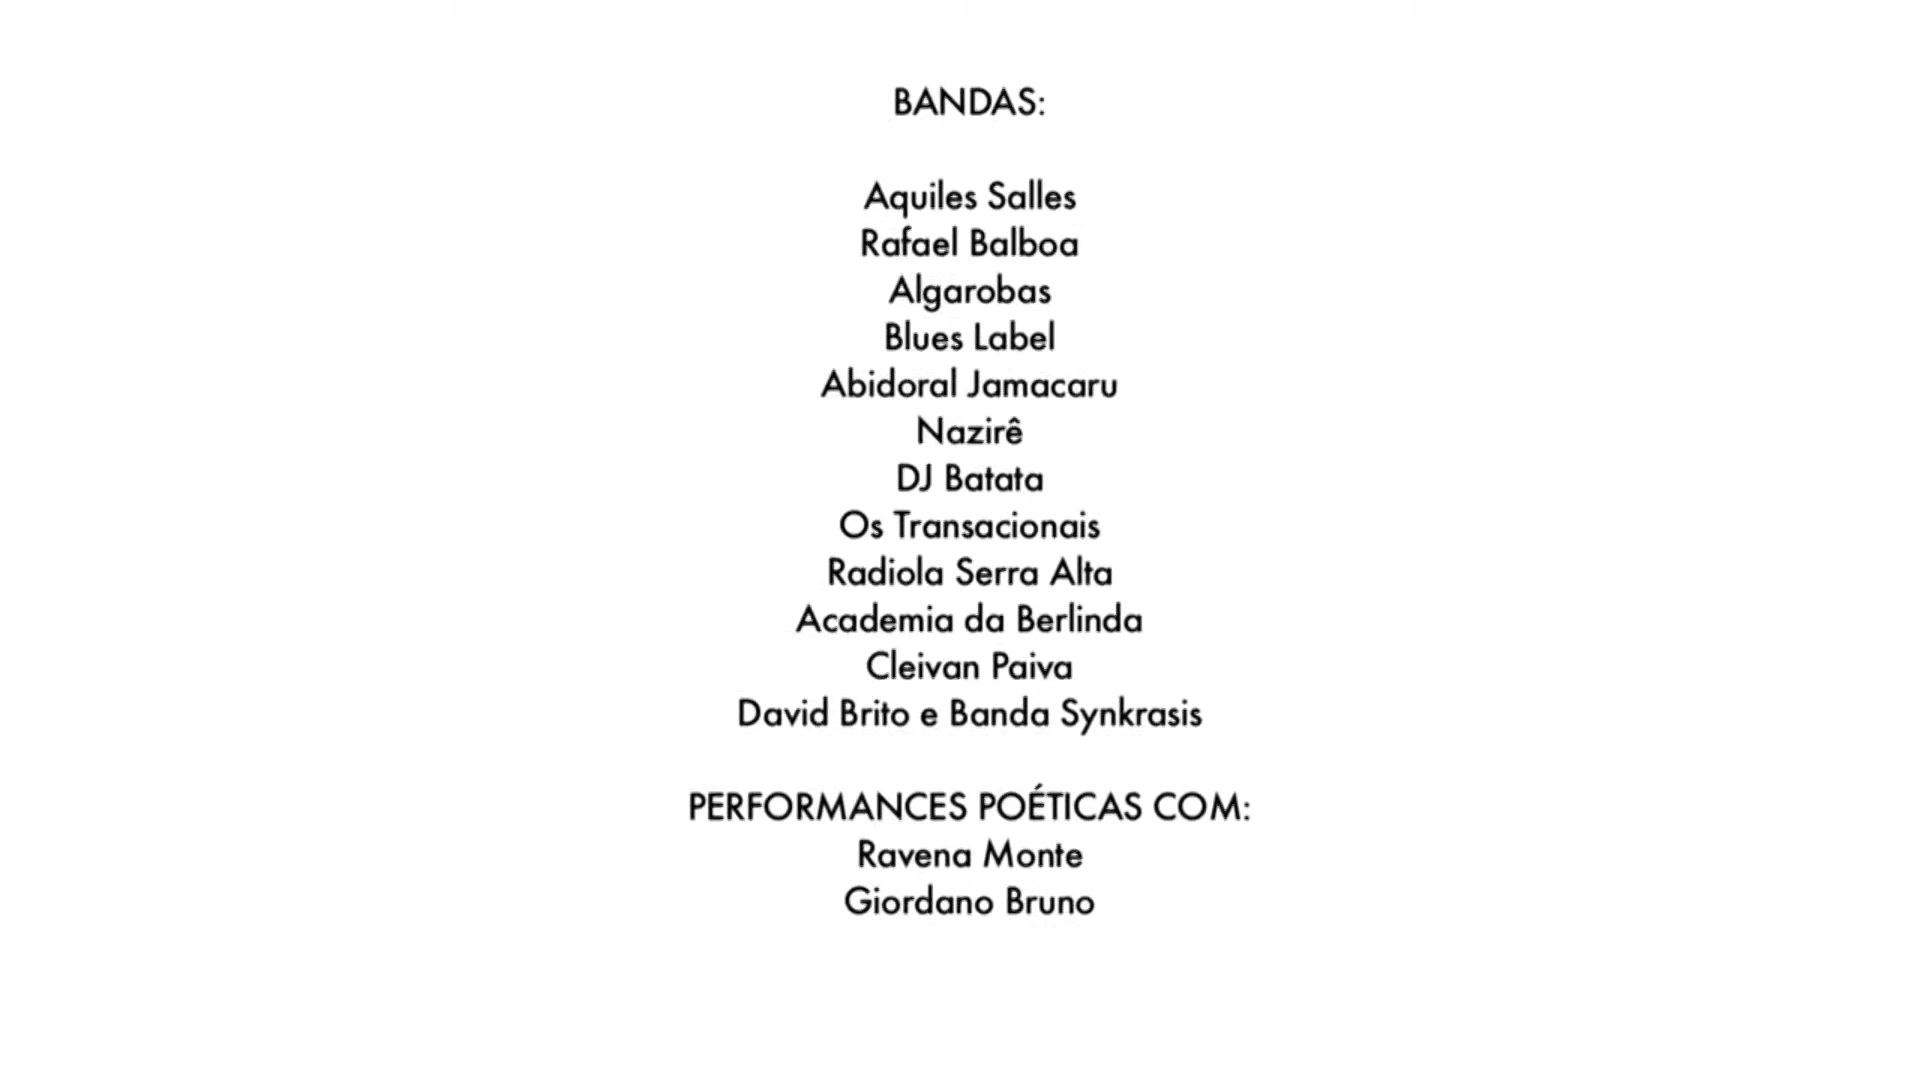 BANDAS:
Aquiles Salles
Rafael Balboa
Algarobas
Blues Label
Abidoral Jamacaru
Nazirê
DJ Batata
Os Transacionais
Radiola Serra Alta
Academia da Berlinda
Cleivan Paiva
David Brito e Banda Synkrasis
PERFORMANCES POÉTICAS COM:
Ravena Monte
Giordano Bruno